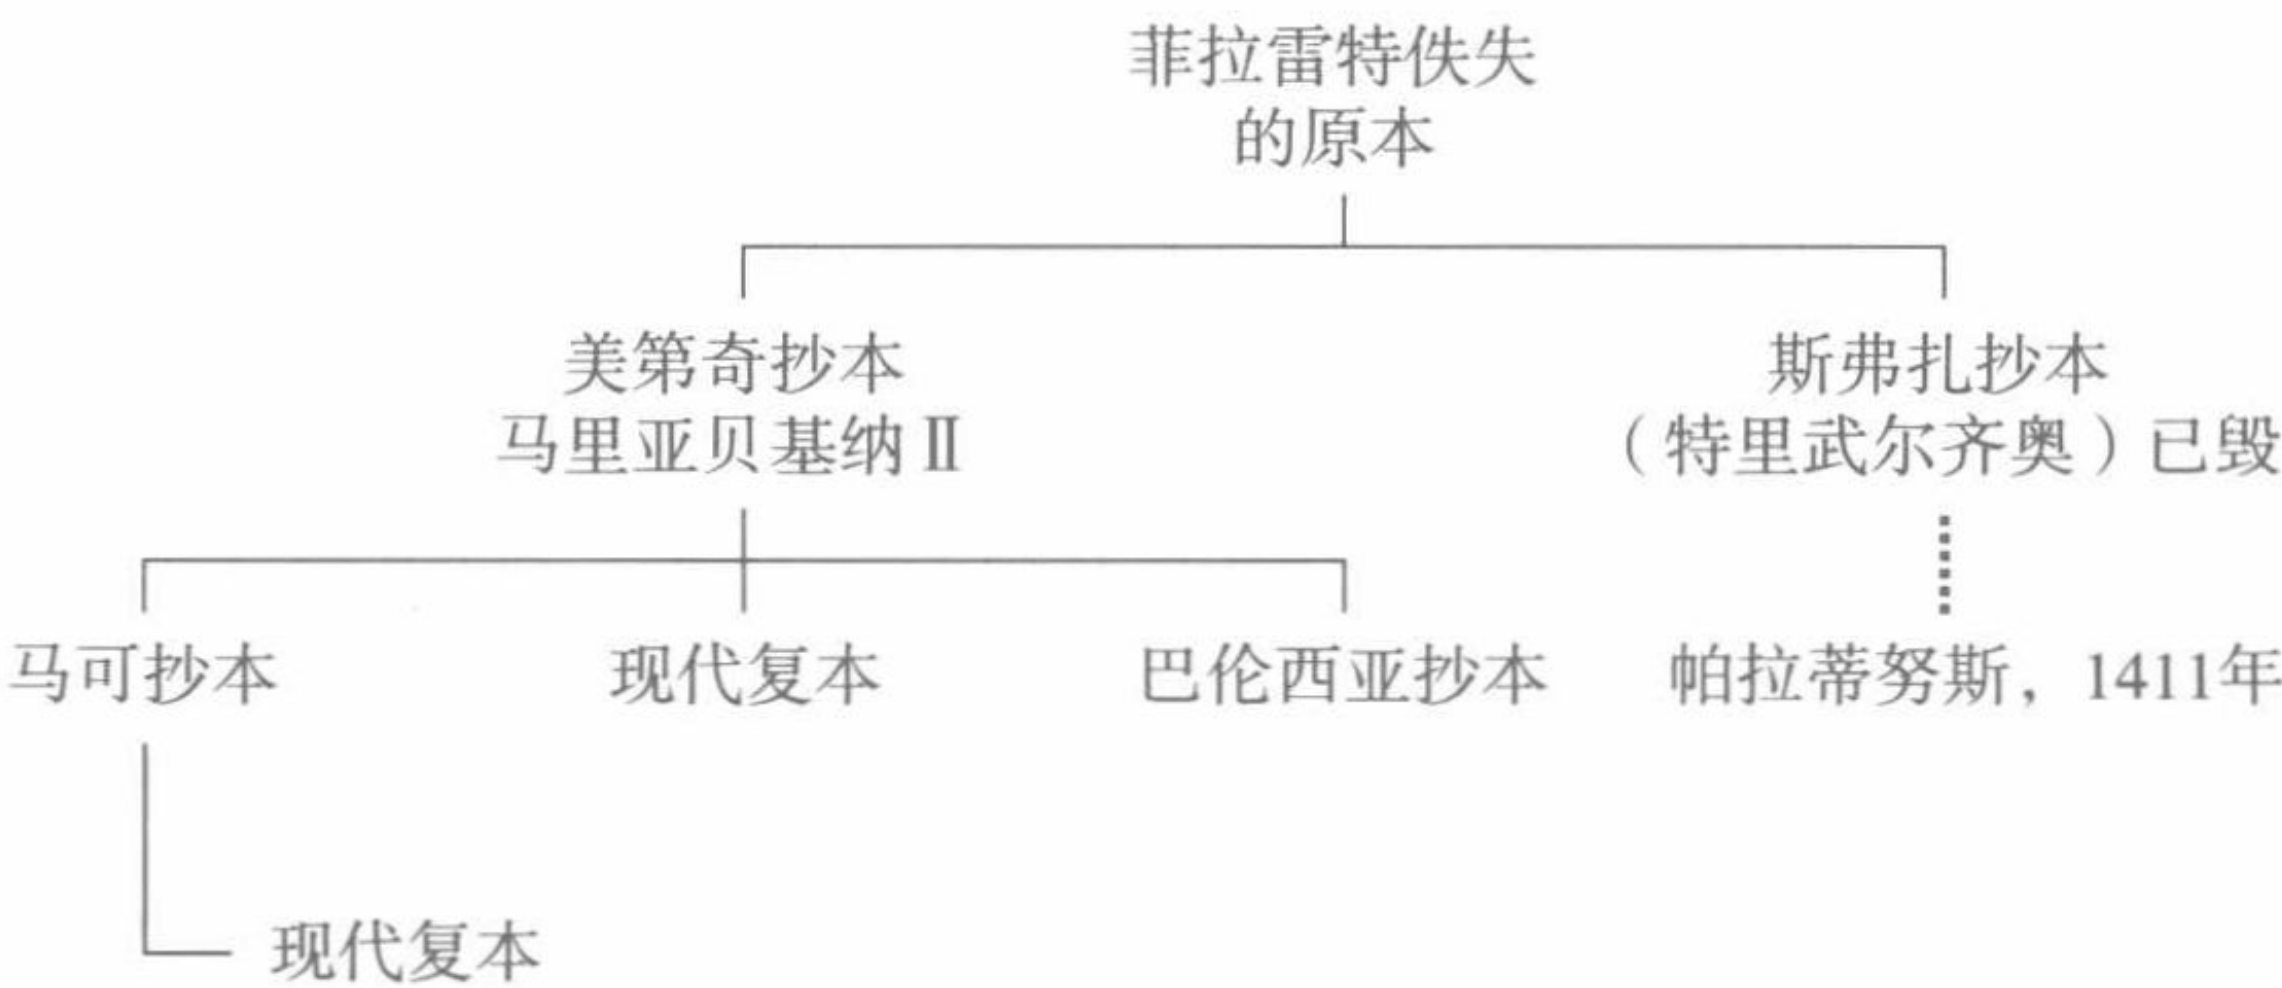 菲拉雷特佚失
的原本
美第奇抄本
马里亚贝基纳Ⅱ
斯弗扎抄本
（特里武尔齐奥）已毁
马可抄本
现代复本
巴伦西亚抄本
帕拉蒂努斯，1411年
现代复本